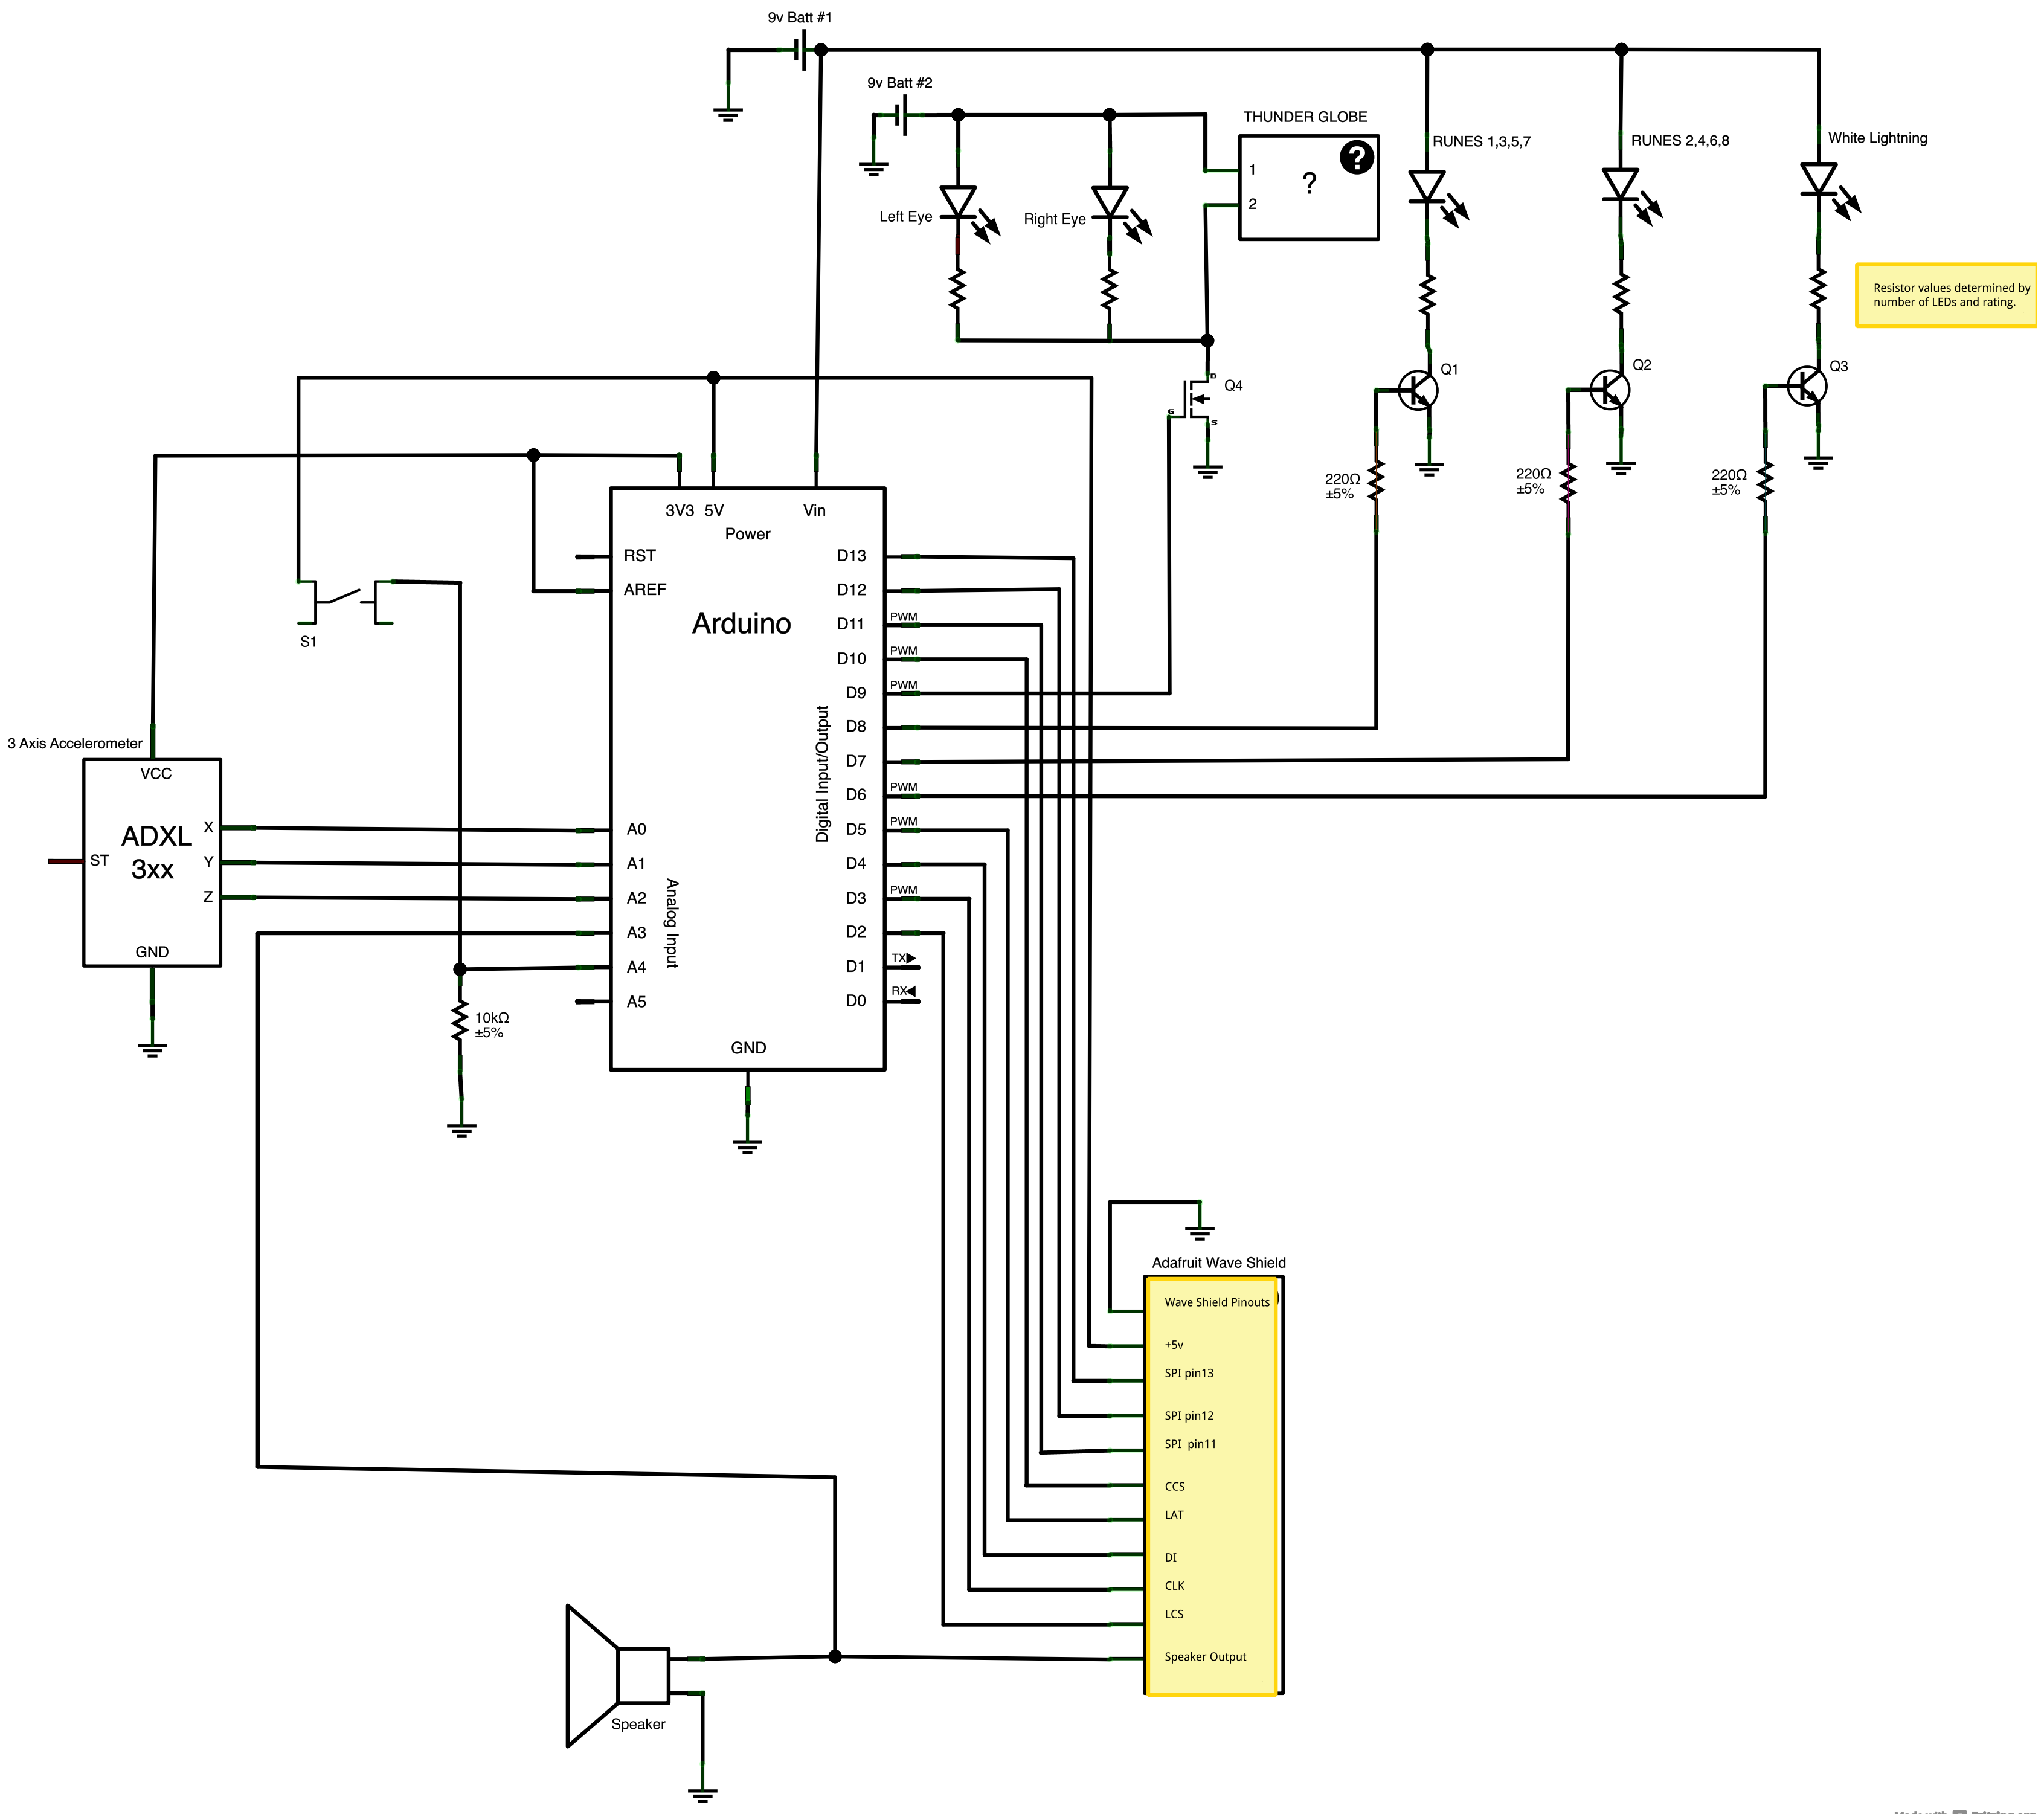 9v Batt #1
9v Batt #2
THUNDER GLOBE
?
1
?
2
RUNES 1,3,5,7
RUNES 2,4,6,8
White Lightning
Left Eye
Right Eye
Resistor values determined by
number of LEDs and rating.
D
G
S
Q4
Q1
Q2
Q3
220Ω
±5%
220Ω
±5%
220Ω
±5%
3V3 5V Vin
Power
RST
AREF
Arduino
D13
D12
D11 PWM
D10 PWM
D9 PWM
D8
D7
D6 PWM
D5 PWM
D4
D3 PWM
D2
D1 TX
D0 RX
Digital Input/Output
Analog Input
A0
A1
A2
A3
A4
A5
GND
S1
3 Axis Accelerometer
VCC
ADXL
3xx
ST
X
Y
Z
GND
10kΩ
±5%
Adafruit Wave Shield
Wave Shield Pinouts
+5v
SPI pin13
SPI pin12
SPI  pin11
CCS
LAT
DI
CLK
LCS
Speaker Output
Speaker